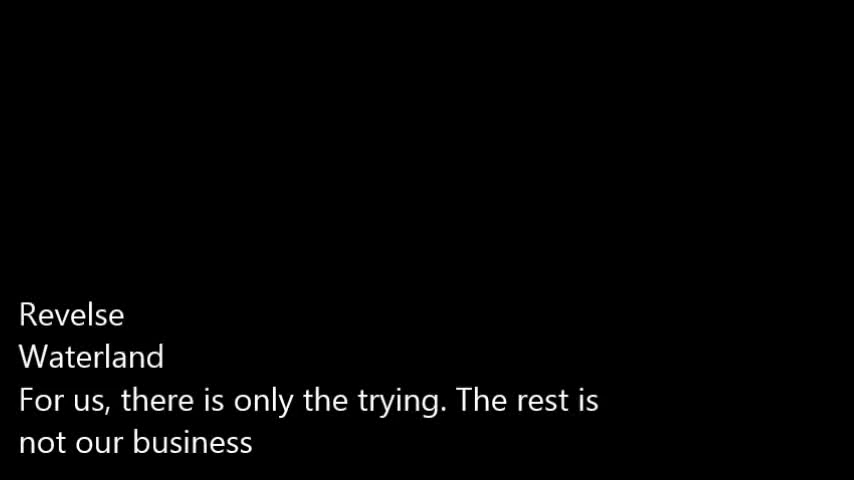 Revelse
Waterland
For us, there is only the trying. The rest is
not our business